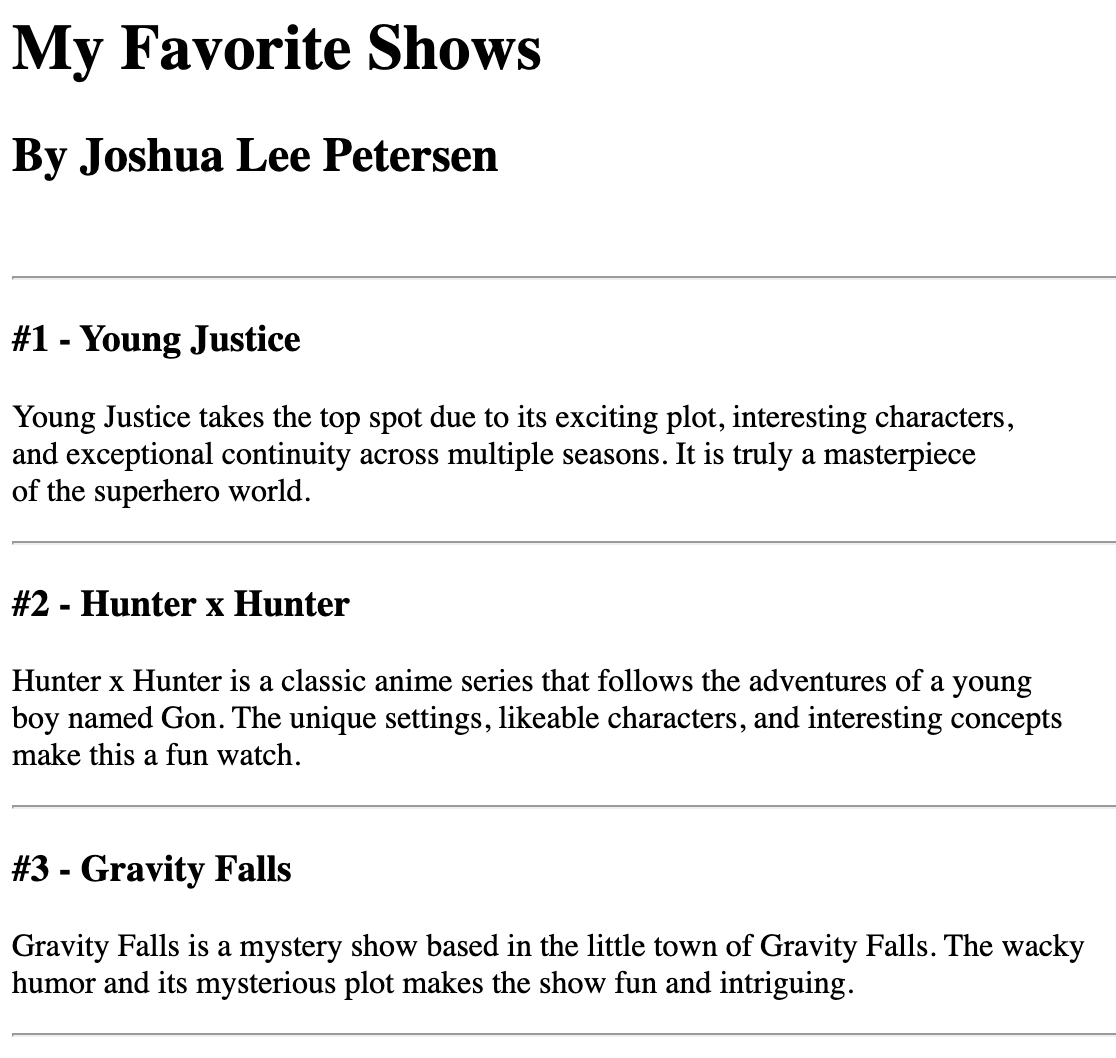 My Favorite Shows
By Joshua Lee Petersen
#1 - Young Justice
Young Justice takes the top spot due to its exciting plot, interesting characters,
and exceptional continuity across multiple seasons. It is truly a masterpiece
of the superhero world.
#2 - Hunter x Hunter
Hunter x Hunter is a classic anime series that follows the adventures of a young
boy named Gon. The unique settings, likeable characters, and interesting concepts
make this a fun watch.
#3 - Gravity Falls
Gravity Falls is a mystery show based in the little town of Gravity Falls. The wacky
humor and its mysterious plot makes the show fun and intriguing.